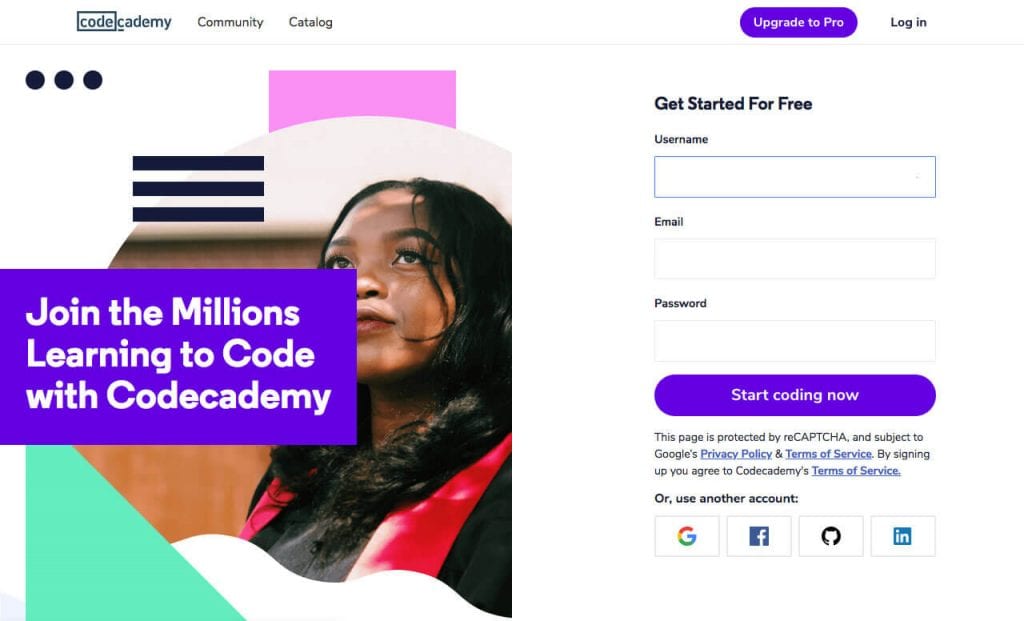 codecademy
Community
Catalog
Upgrade to Pro
Log in
Join the Millions
Learning to Code
with Codecademy
Get Started For Free
Username
Email
Password
Start coding now
This page is protected by reCAPTCHA, and subject to
Google's Privacy Policy & Terms of Service. By signing
up you agree to Codecademy's Terms of Service.
Or, use another account:
G
f
in